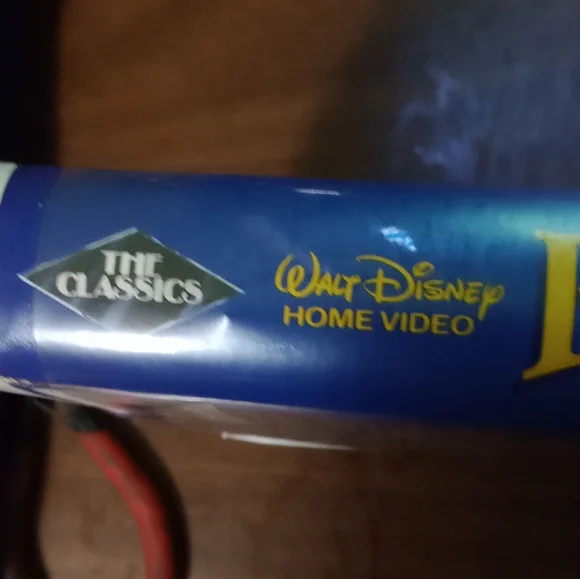 THE
CLASSICS
WALT DISNEY
HOME VIDEO